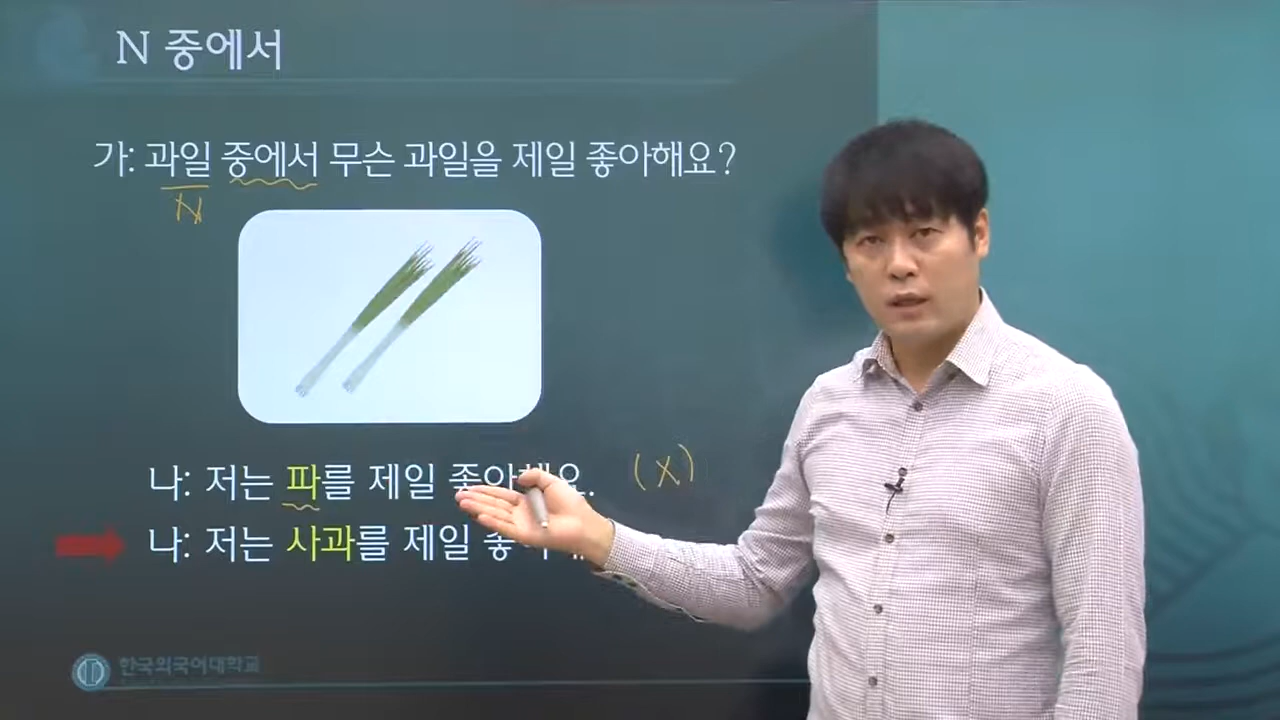 N 중에서
가: 과일 중에서 무슨 과일을 제일 좋아해요?
N
나: 저는 파를 제일 좋아해요. (X)
나: 저는 사과를 제일
한국외국어대학교